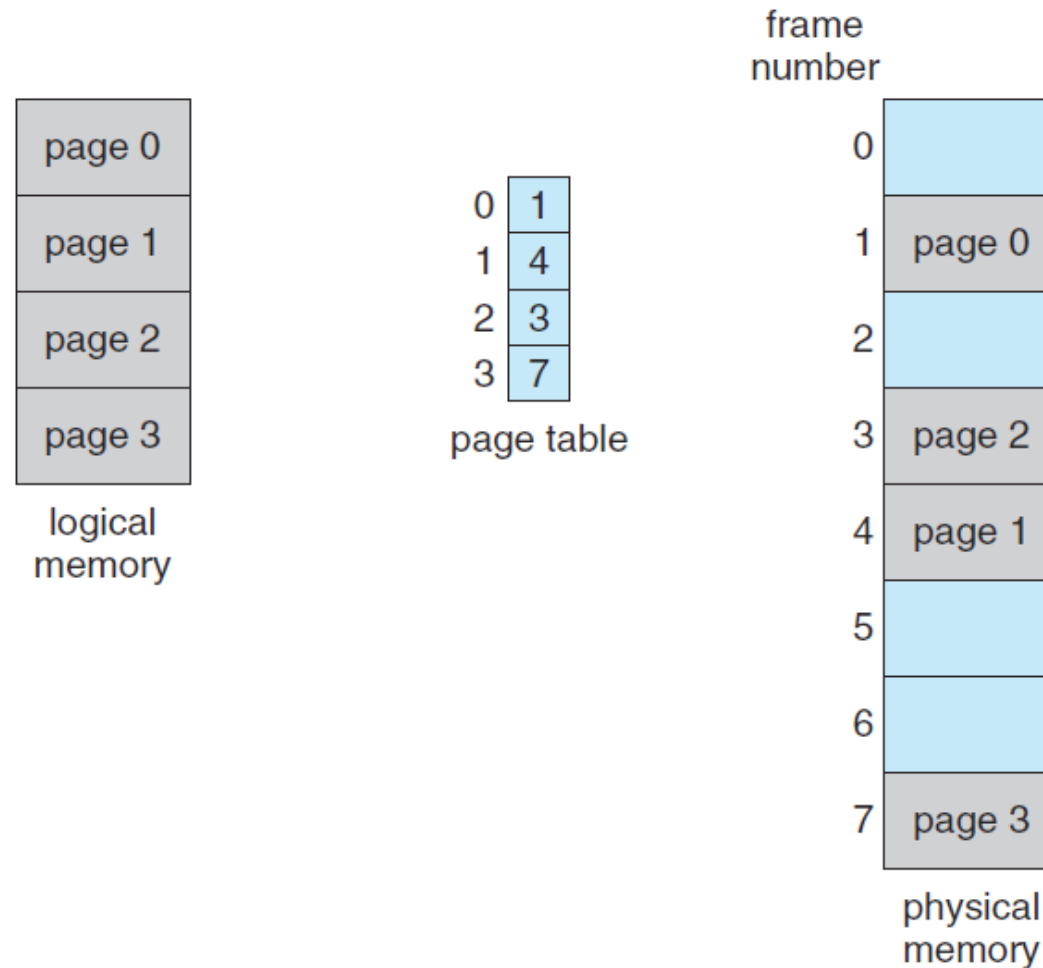 frame
number
page 0
page 1
page 2
page 3
logical
memory
0 1
1 4
2 3
3 7
page table
0
1 page 0
2
3 page 2
4 page 1
5
6
7 page 3
physical
memory